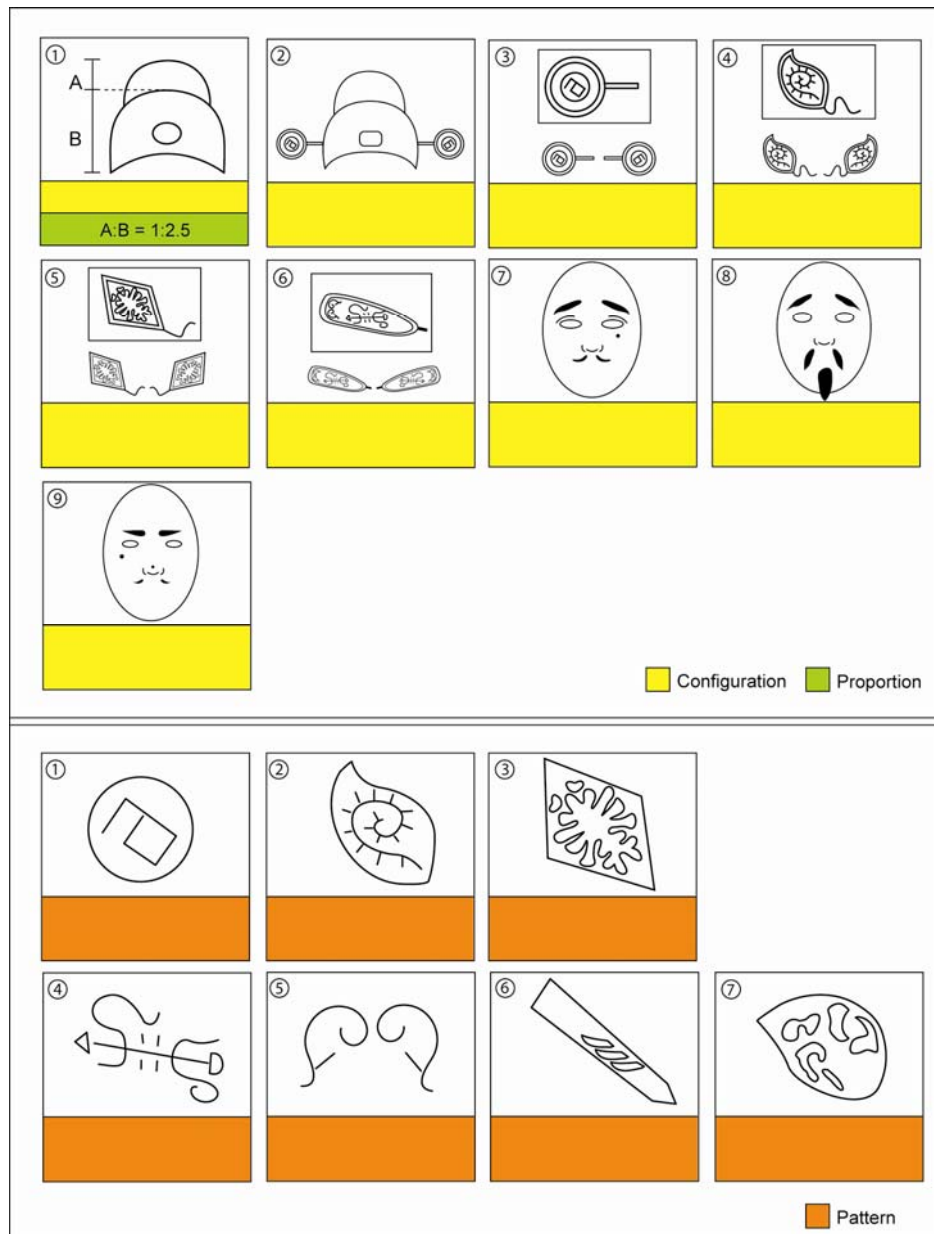 ① ② ③ ④
A
B
A:B = 1:2.5
⑤ ⑥ ⑦ ⑧
⑨
Configuration Proportion
① ② ③
④ ⑤ ⑥ ⑦
Pattern